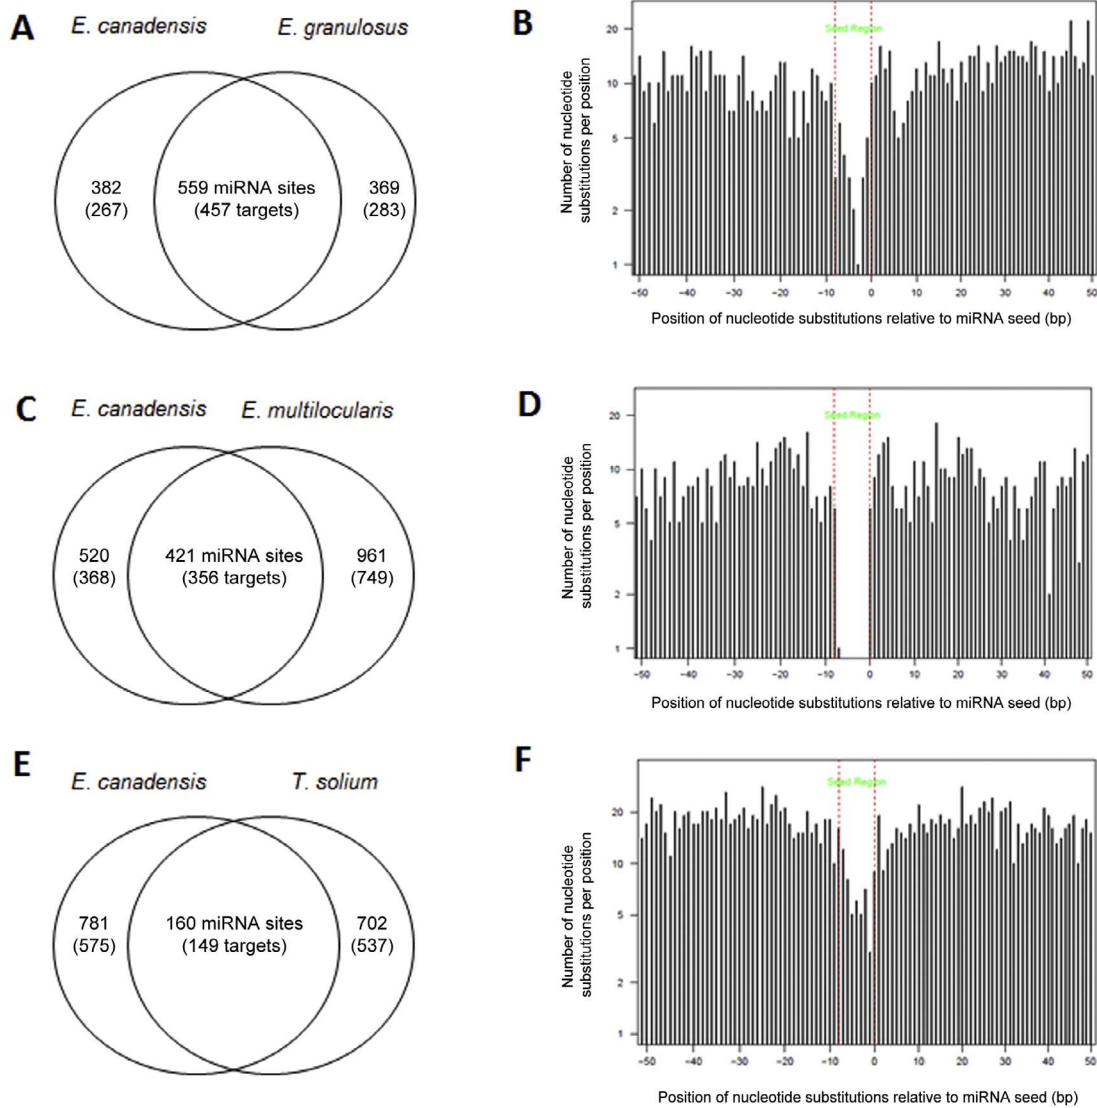 A
E. canadensis
E. granulosus
382
(267)
559 miRNA sites
(457 targets)
369
(283)
B
Seed Region
Number of nucleotide
substitutions per position
20
10
5
2
1
−50
−40
−30
−20
−10
0
10
20
30
40
50
Position of nucleotide substitutions relative to miRNA seed (bp)
C
E. canadensis
E. multilocularis
520
(368)
421 miRNA sites
(356 targets)
961
(749)
D
Seed Region
Number of nucleotide
substitutions per position
20
10
5
2
1
−50
−40
−30
−20
−10
0
10
20
30
40
50
Position of nucleotide substitutions relative to miRNA seed (bp)
E
E. canadensis
T. solium
781
(575)
160 miRNA sites
(149 targets)
702
(537)
F
Seed Region
Number of nucleotide
substitutions per position
20
10
5
2
1
−50
−40
−30
−20
−10
0
10
20
30
40
50
Position of nucleotide substitutions relative to miRNA seed (bp)